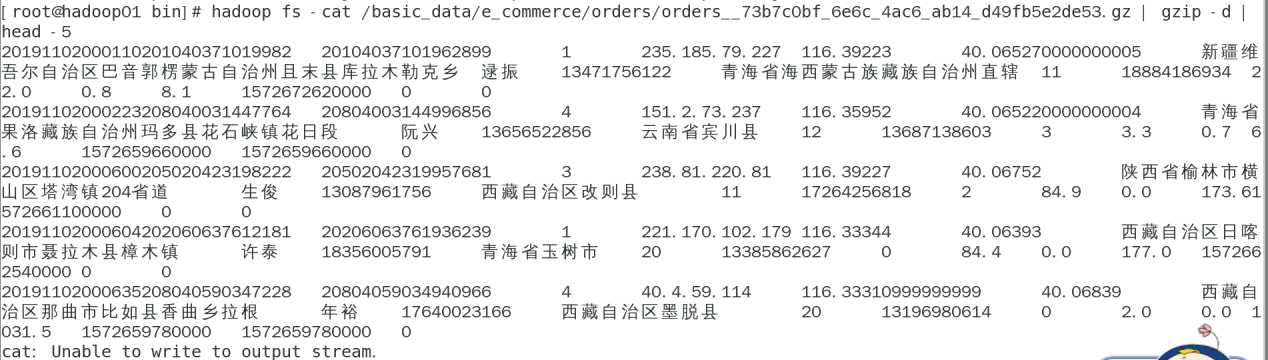 [root@hadoop01 bin]# hadoop fs -cat /basic_data/e_commerce/orders/orders__73b7c0bf_6e6c_4ac6_ab14_d49fb5e2de53.gz | gzip -d |
head -5
20191102000110201040371019982 20104037101962899 1 235.185.79.227 116.39223 40.065270000000005 新疆维
吾尔自治区巴音郭楞蒙古自治州且末县库拉木勒克乡 逯振 13471756122 青海省海西蒙古族藏族自治州直辖 11 18884186934 2
2.0 0.8 8.1 1572672620000 0 0
20191102000223208040031447764 20804003144996856 4 151.2.73.237 116.35952 40.065220000000004 青海省
果洛藏族自治州玛多县花石峡镇花日段 阮兴 13656522856 云南省宾川县 12 13687138603 3 3.3 0.7 6
.6 1572659660000 1572659660000 0
20191102000600205020423198222 20502042319957681 3 238.81.220.81 116.39227 40.06752 陕西省榆林市横
山区塔湾镇204省道 生俊 13087961756 西藏自治区改则县 11 17264256818 2 84.9 0.0 173.61
572661100000 0 0
20191102000604202060637612181 20206063761936239 1 221.170.102.179 116.33344 40.06393 西藏自治区日喀
则市聂拉木县樟木镇 许泰 18356005791 青海省玉树市 20 13385862627 0 84.4 0.0 177.0 157266
2540000 0 0
20191102000635208040590347228 20804059034940966 4 40.4.59.114 116.33310999999999 40.06839 西藏自
治区那曲市比如县香曲乡拉根 年裕 17640023166 西藏自治区墨脱县 20 13196980614 0 2.0 0.0 1
031.5 1572659780000 1572659780000 0
cat: Unable to write to output stream.